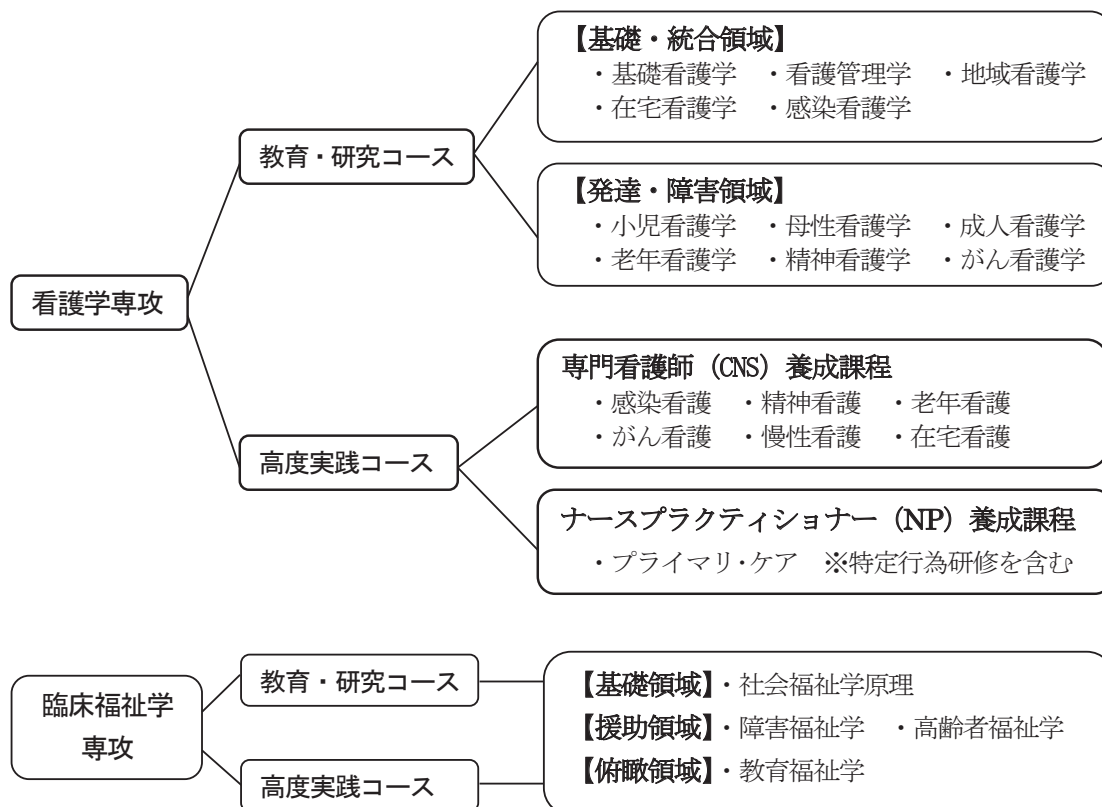 看護学専攻
教育・研究コース
【基礎・統合領域】
・基礎看護学 ・看護管理学 ・地域看護学
・在宅看護学 ・感染看護学
【発達・障害領域】
・小児看護学 ・母性看護学 ・成人看護学
・老年看護学 ・精神看護学 ・がん看護学
高度実践コース
専門看護師（CNS）養成課程
・感染看護 ・精神看護 ・老年看護
・がん看護 ・慢性看護 ・在宅看護
ナースプラクティショナー（NP）養成課程
・プライマリ・ケア ※特定行為研修を含む
臨床福祉学
専攻
教育・研究コース
高度実践コース
【基礎領域】・社会福祉学原理
【援助領域】・障害福祉学 ・高齢者福祉学
【俯瞰領域】・教育福祉学